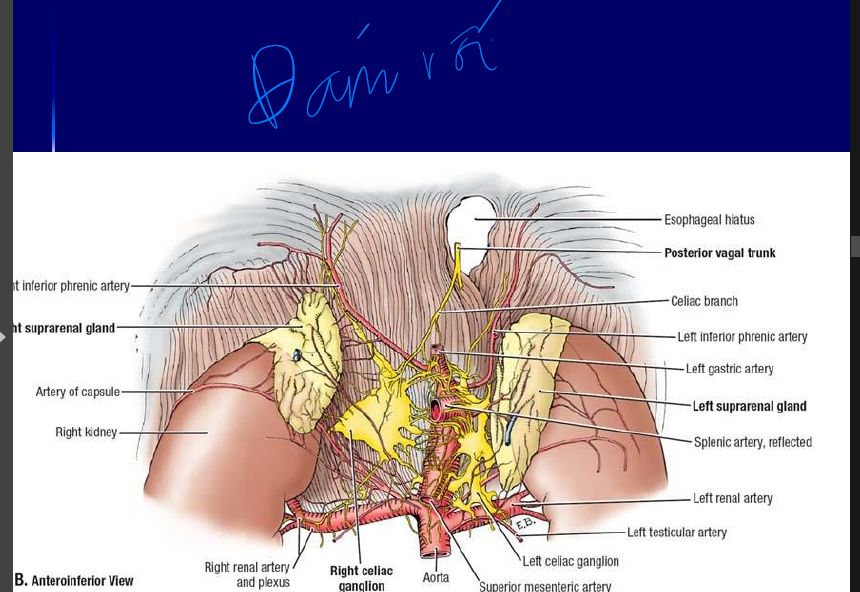 Đám rối
Esophageal hiatus
Posterior vagal trunk
t inferior phrenic artery
Celiac branch
ht suprarenal gland
Left inferior phrenic artery
Left gastric artery
Artery of capsule
Left suprarenal gland
Right kidney
Splenic artery, reflected
Left renal artery
E.B.
Left testicular artery
Left celiac ganglion
Right renal artery
and plexus
Right celiac
ganglion
Aorta
Superior mesenteric artery
B. Anteroinferior View